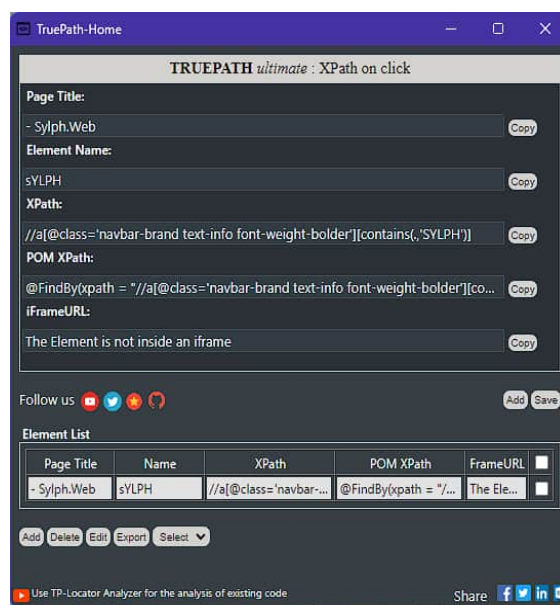 TruePath-Home
TRUEPATH ultimate : XPath on click
Page Title:
- Sylph.Web Copy
Element Name:
sYLPH Copy
XPath:
//a[@class='navbar-brand text-info font-weight-bolder'][contains(.,'SYLPH')] Copy
POM XPath:
@FindBy(xpath = "//a[@class='navbar-brand text-info font-weight-bolder'][co... Copy
iFrameURL:
The Element is not inside an iframe Copy
Follow us Add Save
Element List
Page Title Name XPath POM XPath FrameURL
- Sylph.Web sYLPH //a[@class='navbar-... @FindBy(xpath = "/... The Ele...
Add Delete Edit Export Select
Use TP-Locator Analyzer for the analysis of existing code Share